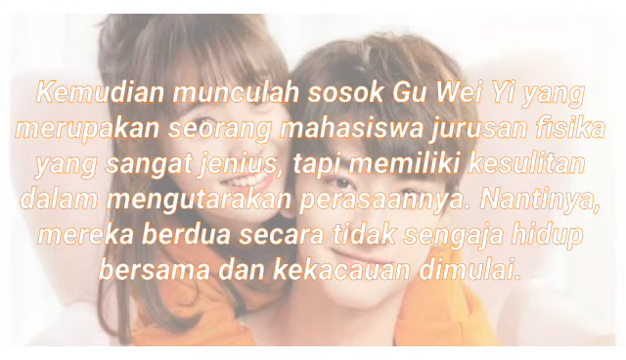 Kemudian munculah sosok Gu Wei Yi yang
merupakan seorang mahasiswa jurusan fisika
yang sangat jenius, tapi memiliki kesulitan
dalam mengutarakan perasaannya. Nantinya,
mereka berdua secara tidak sengaja hidup
bersama dan kekacauan dimulai.